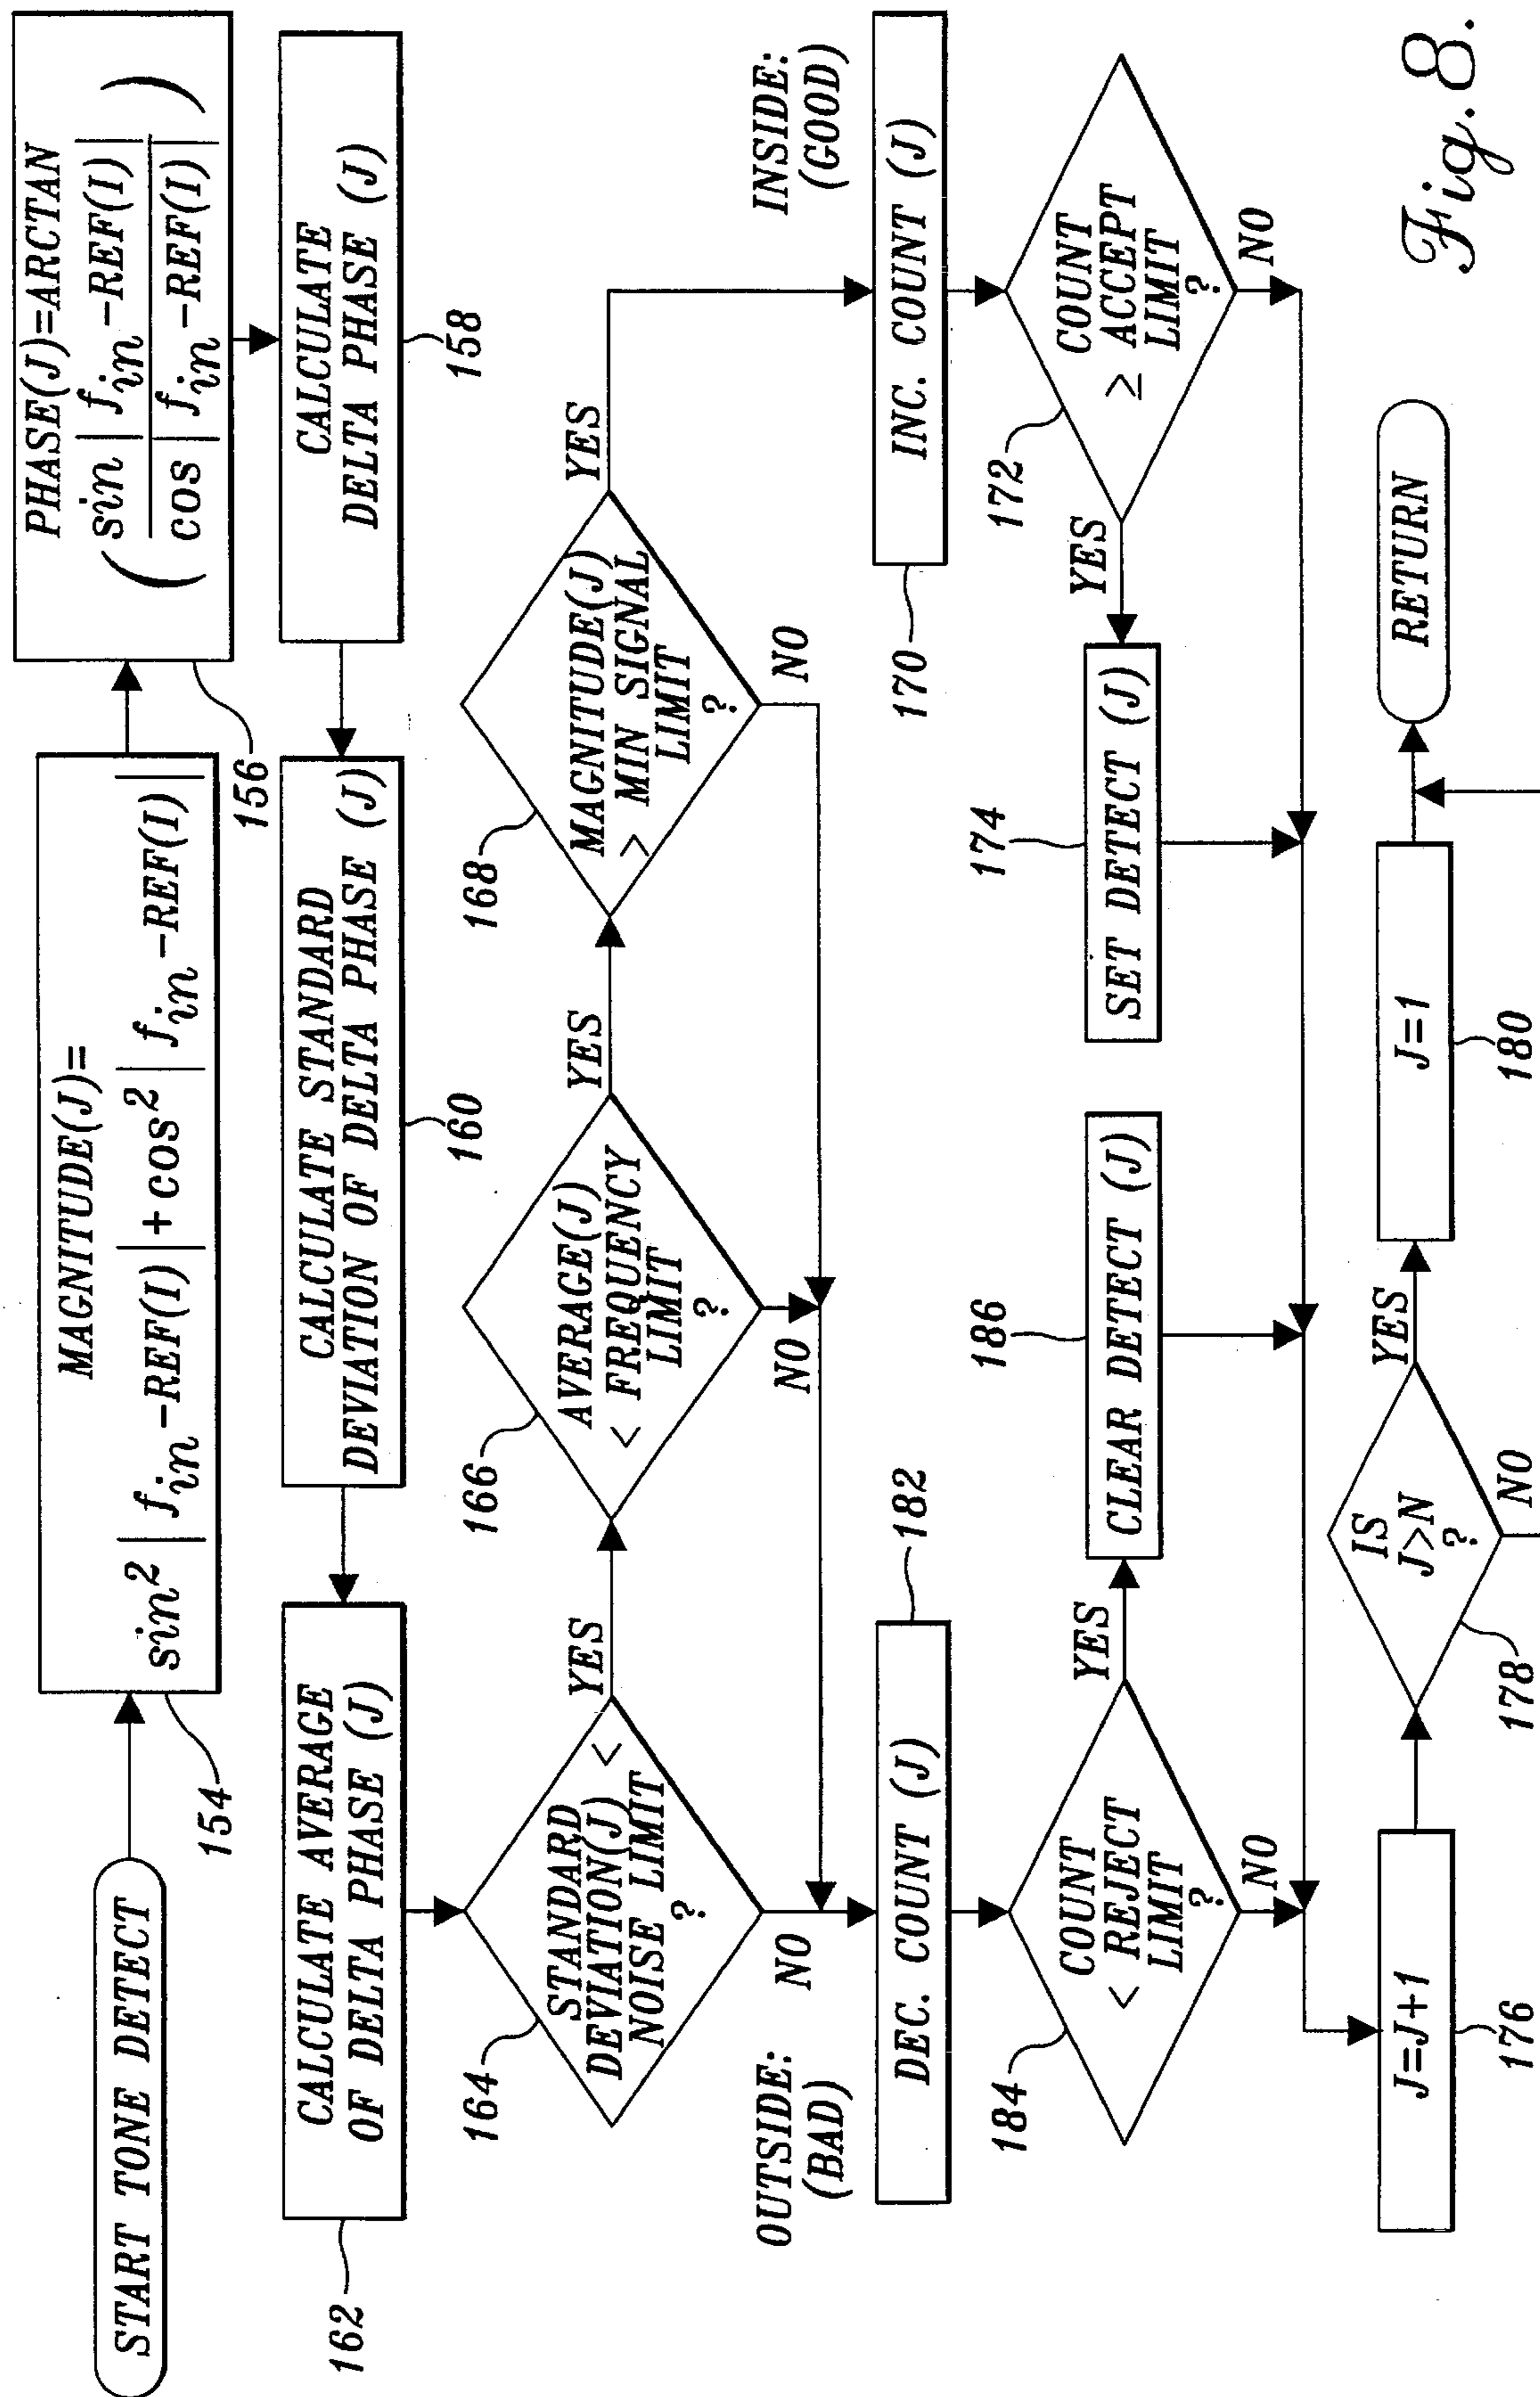 START TONE DETECT
MAGNITUDE(J)=
sin² | f_in -REF(I) | + cos² | f_in -REF(I) |
154
PHASE(J)=ARCTAN
( sin | f_in -REF(I) |
cos | f_in -REF(I) | )
156
CALCULATE
DELTA PHASE (J)
158
CALCULATE STANDARD
DEVIATION OF DELTA PHASE (J)
160
CALCULATE AVERAGE
OF DELTA PHASE (J)
162
STANDARD
DEVIATION(J) <
NOISE LIMIT
?
164
YES
NO
AVERAGE(J)
< FREQUENCY
LIMIT
?
166
YES
NO
MAGNITUDE(J)
> MIN SIGNAL
LIMIT
?
168
YES
NO
INSIDE:
(GOOD)
INC. COUNT (J)
170
COUNT
≥ ACCEPT
LIMIT
?
172
YES
NO
SET DETECT (J)
174
OUTSIDE:
(BAD)
DEC. COUNT (J)
182
COUNT
< REJECT
LIMIT
?
184
YES
NO
CLEAR DETECT (J)
186
J=J+1
176
IS
J>N
?
178
YES
NO
J=1
180
RETURN
Fig. 8.